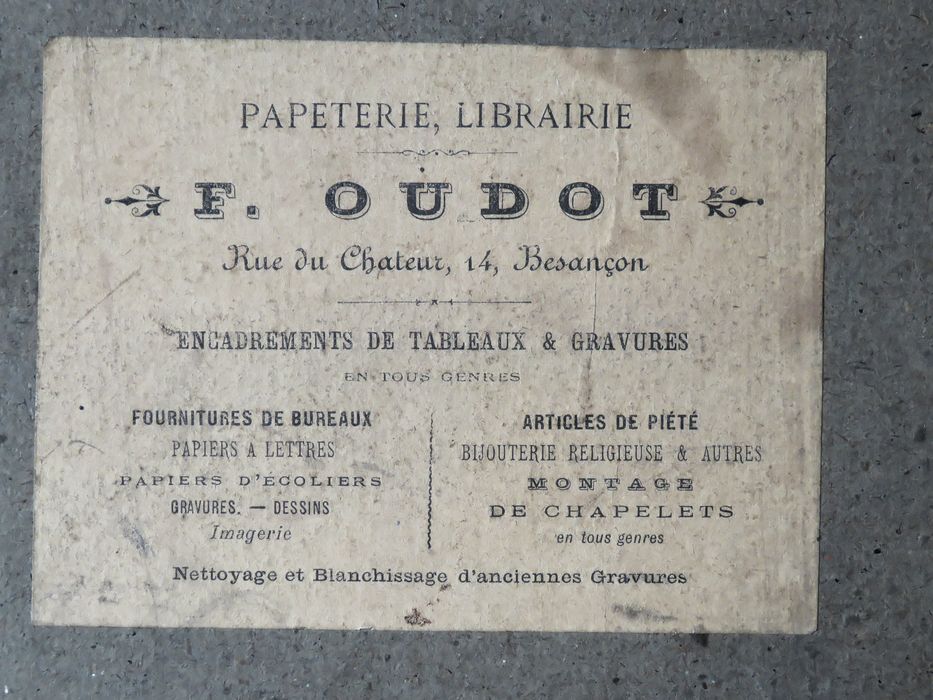 PAPETERIE, LIBRAIRIE
F. OUDOT
Rue du Chateur, 14, Besançon
ENCADREMENTS DE TABLEAUX & GRAVURES
EN TOUS GENRES
FOURNITURES DE BUREAUX
PAPIERS A LETTRES
PAPIERS D'ÉCOLIERS
GRAVURES. — DESSINS
Imagerie
ARTICLES DE PIÉTÉ
BIJOUTERIE RELIGIEUSE & AUTRES
MONTAGE
DE CHAPELETS
en tous genres
Nettoyage et Blanchissage d'anciennes Gravures